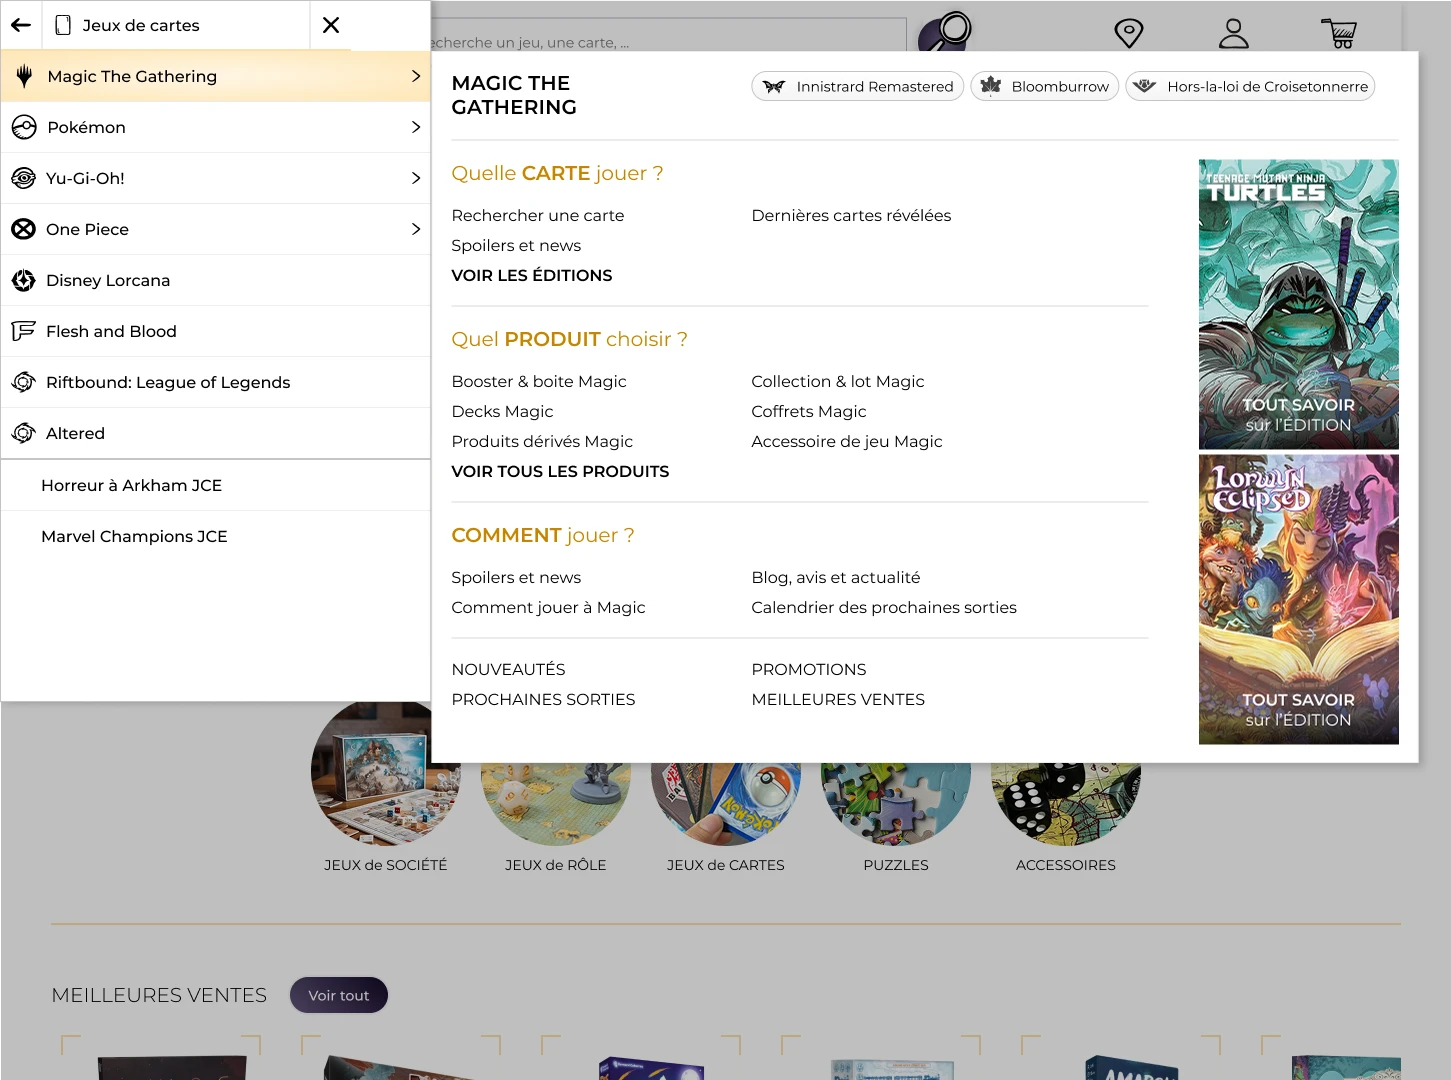 Jeux de cartes
echerche un jeu, une carte, ...
Magic The Gathering
Pokémon
Yu-Gi-Oh!
One Piece
Disney Lorcana
Flesh and Blood
Riftbound: League of Legends
Altered
Horreur à Arkham JCE
Marvel Champions JCE
MAGIC THE
GATHERING
Innistrard Remastered
Bloomburrow
Hors-la-loi de Croisetonnerre
Quelle CARTE jouer ?
Rechercher une carte
Dernières cartes révélées
Spoilers et news
VOIR LES ÉDITIONS
Quel PRODUIT choisir ?
Booster & boite Magic
Collection & lot Magic
Decks Magic
Coffrets Magic
Produits dérivés Magic
Accessoire de jeu Magic
VOIR TOUS LES PRODUITS
COMMENT jouer ?
Spoilers et news
Blog, avis et actualité
Comment jouer à Magic
Calendrier des prochaines sorties
NOUVEAUTÉS
PROMOTIONS
PROCHAINES SORTIES
MEILLEURES VENTES
TEENAGE MUTANT NINJA
TURTLES
TOUT SAVOIR
sur l'ÉDITION
LORWYN
ECLIPSED
TOUT SAVOIR
sur l'ÉDITION
JEUX de SOCIÉTÉ
JEUX de RÔLE
JEUX de CARTES
PUZZLES
ACCESSOIRES
MEILLEURES VENTES
Voir tout